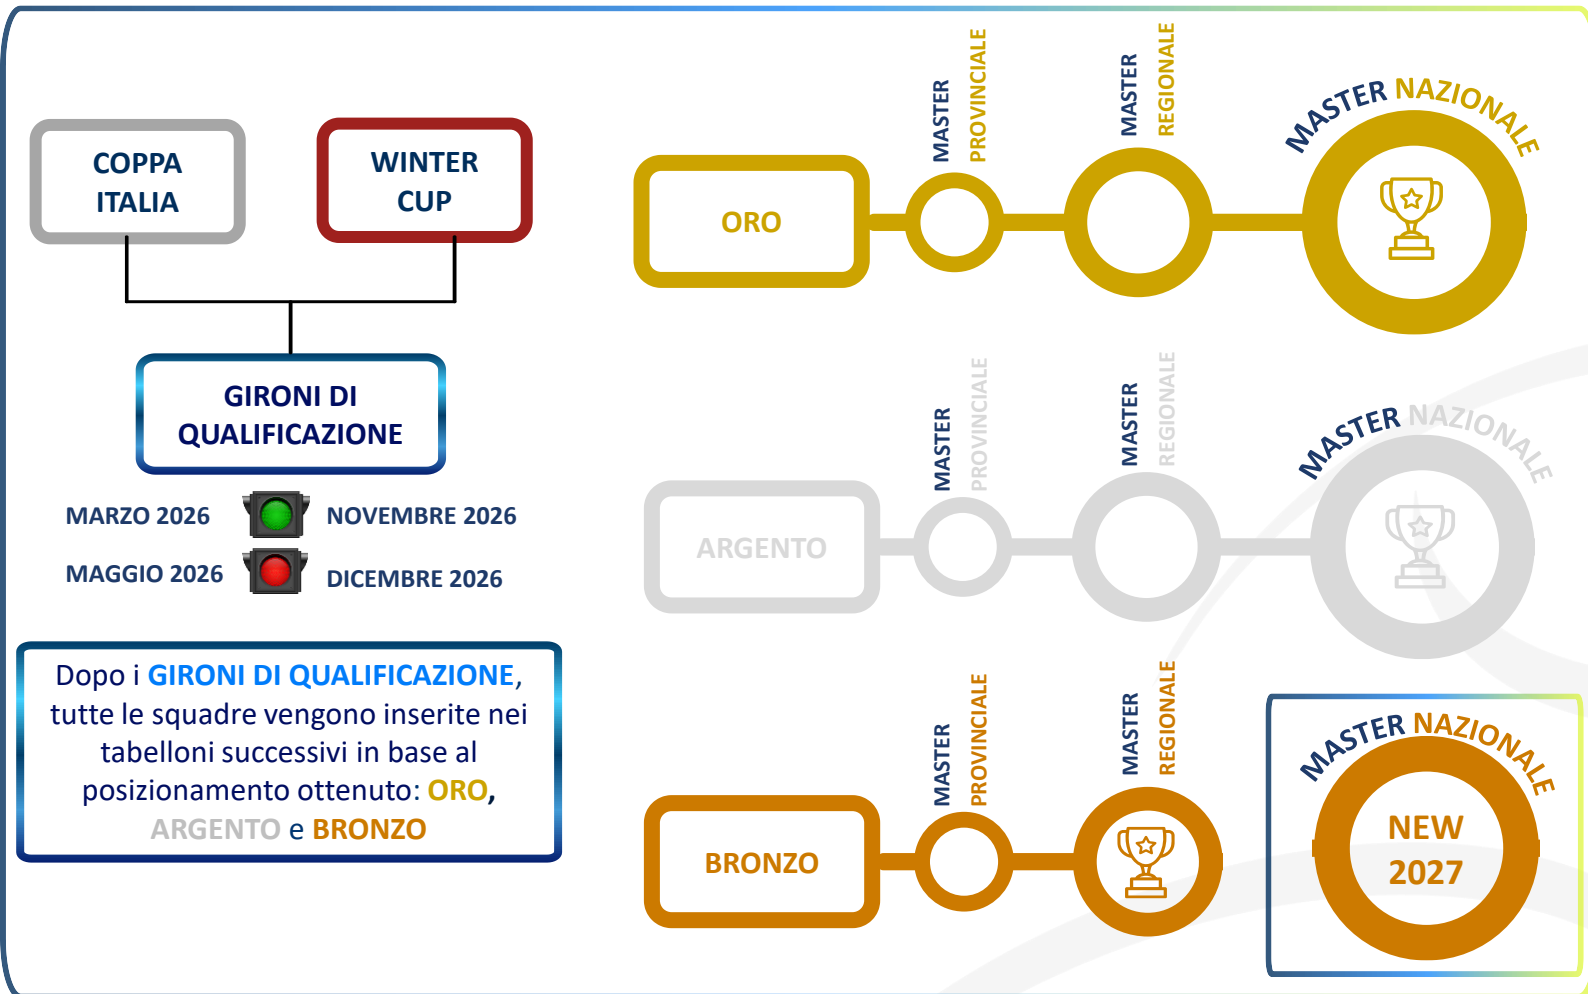 COPPA
ITALIA
WINTER
CUP
GIRONI DI
QUALIFICAZIONE
MARZO 2026
NOVEMBRE 2026
MAGGIO 2026
DICEMBRE 2026
Dopo i GIRONI DI QUALIFICAZIONE,
tutte le squadre vengono inserite nei
tabelloni successivi in base al
posizionamento ottenuto: ORO,
ARGENTO e BRONZO
ORO
MASTER
PROVINCIALE
MASTER
REGIONALE
MASTER NAZIONALE
ARGENTO
MASTER
PROVINCIALE
MASTER
REGIONALE
MASTER NAZIONALE
BRONZO
MASTER
PROVINCIALE
MASTER
REGIONALE
MASTER NAZIONALE
NEW
2027